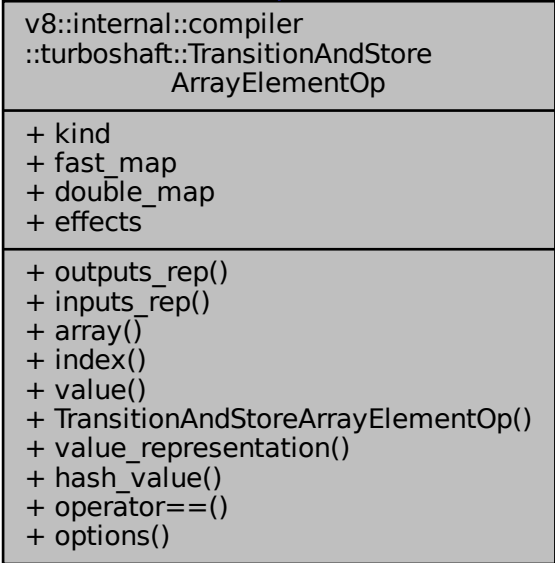 v8::internal::compiler
::turboshaft::TransitionAndStore
ArrayElementOp
+ kind
+ fast_map
+ double_map
+ effects
+ outputs_rep()
+ inputs_rep()
+ array()
+ index()
+ value()
+ TransitionAndStoreArrayElementOp()
+ value_representation()
+ hash_value()
+ operator==()
+ options()